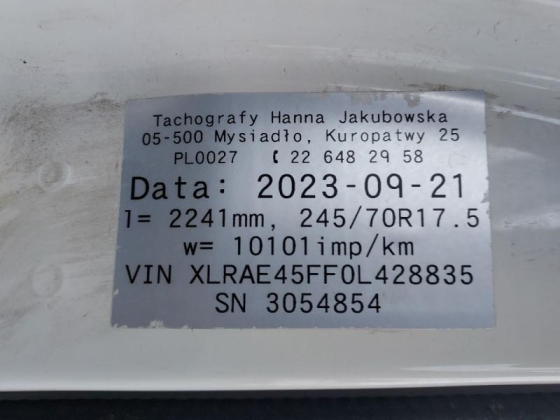 Tachografy Hanna Jakubowska
05-500 Mysiadło, Kuropatwy 25
PL0027 ☎ 22 648 29 58
Data: 2023-09-21
l= 2241mm, 245/70R17.5
w= 10101imp/km
VIN XLRAE45FF0L428835
SN 3054854